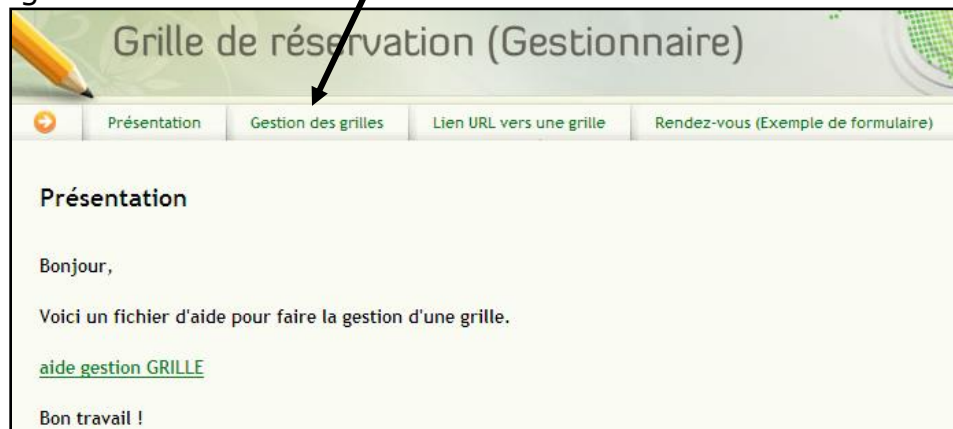 Grille de réservation (Gestionnaire)
Présentation Gestion des grilles Lien URL vers une grille Rendez-vous (Exemple de formulaire)
Présentation
Bonjour,
Voici un fichier d'aide pour faire la gestion d'une grille.
aide gestion GRILLE
Bon travail !